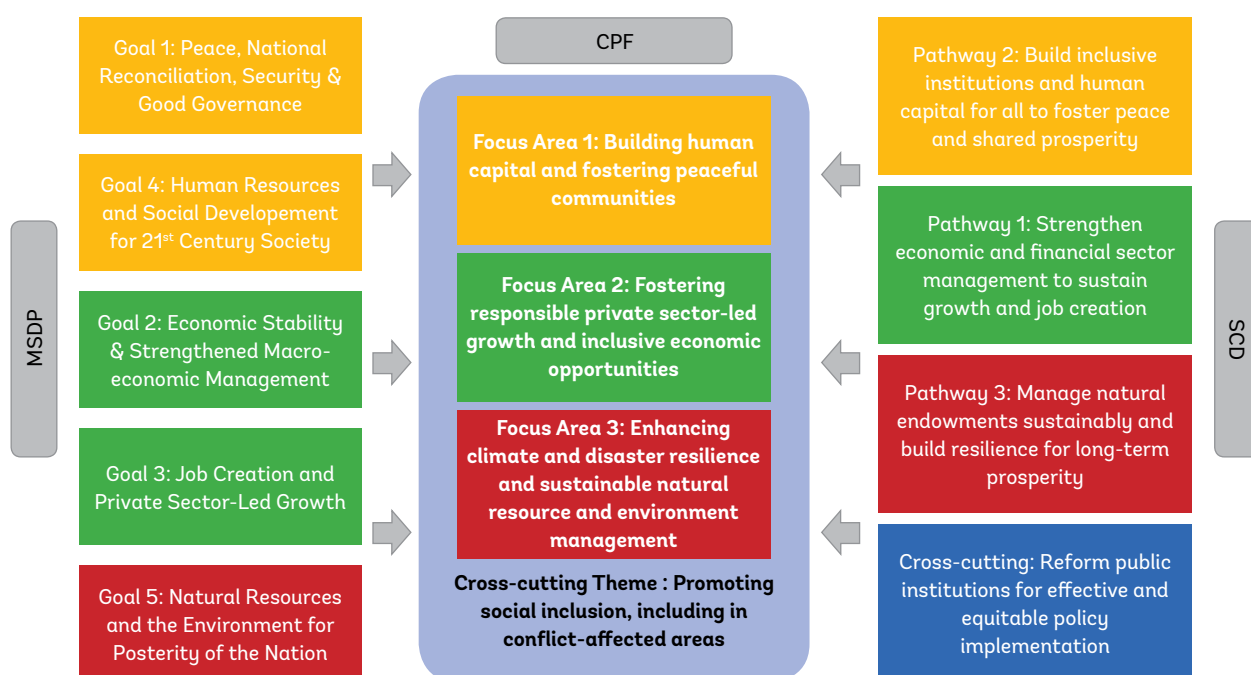 MSDP
Goal 1: Peace, National
Reconciliation, Security &
Good Governance
Goal 4: Human Resources
and Social Developement
for 21st Century Society
Goal 2: Economic Stability
& Strengthened Macro-
economic Management
Goal 3: Job Creation and
Private Sector-Led Growth
Goal 5: Natural Resources
and the Environment for
Posterity of the Nation
CPF
Focus Area 1: Building human
capital and fostering peaceful
communities
Focus Area 2: Fostering
responsible private sector-led
growth and inclusive economic
opportunities
Focus Area 3: Enhancing
climate and disaster resilience
and sustainable natural
resource and environment
management
Cross-cutting Theme : Promoting
social inclusion, including in
conflict-affected areas
Pathway 2: Build inclusive
institutions and human
capital for all to foster peace
and shared prosperity
Pathway 1: Strengthen
economic and financial sector
management to sustain
growth and job creation
Pathway 3: Manage natural
endowments sustainably and
build resilience for long-term
prosperity
Cross-cutting: Reform public
institutions for effective and
equitable policy
implementation
SCD